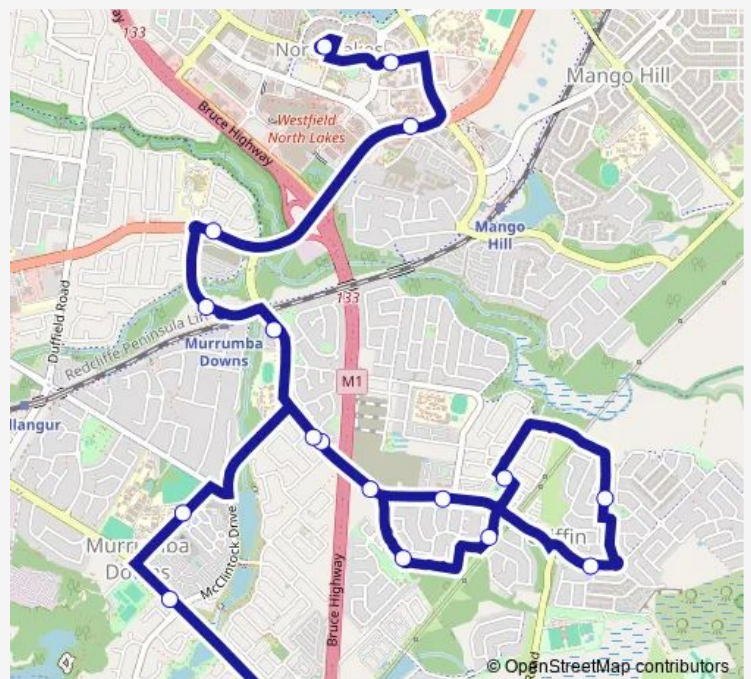 133
Mango Hill
Westfield
North Lakes
Bruce Highway
Mango
Hill
Duffield Road
133
Redcliffe Peninsula Lin
Murrumba
Downs
M1
llangur
McClintock Drive
Bruce Highway
© OpenStreetMap contributors